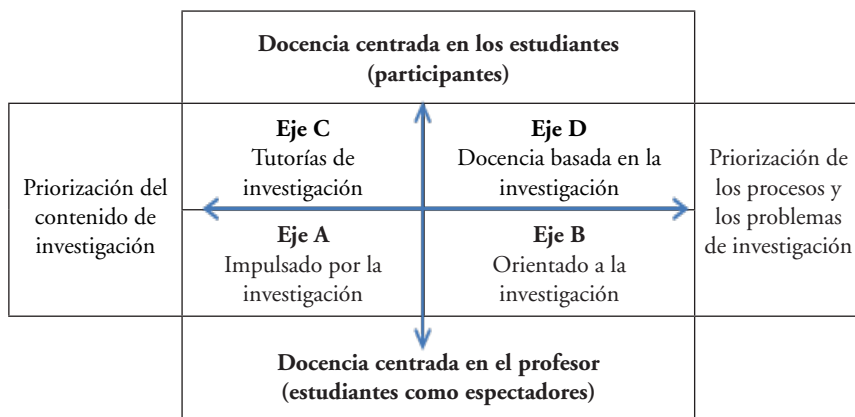 Docencia centrada en los estudiantes
(participantes)
Eje C
Tutorías de
investigación
Eje D
Docencia basada en la
investigación
Priorización del
contenido de
investigación
Priorización de
los procesos y
los problemas
de investigación
Eje A
Impulsado por la
investigación
Eje B
Orientado a la
investigación
Docencia centrada en el profesor
(estudiantes como espectadores)